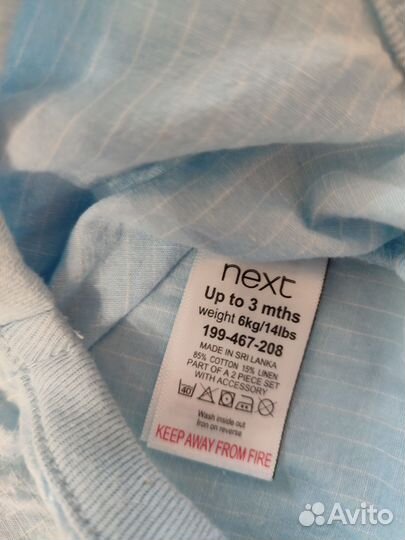 next
Up to 3 mths
weight 6kg/14lbs
199-467-208
MADE IN SRI LANKA
85% COTTON 15% LINEN
PART OF A 2 PIECE SET
WITH ACCESSORY
40
Wash inside out
Iron on reverse
KEEP AWAY FROM FIRE
Avito